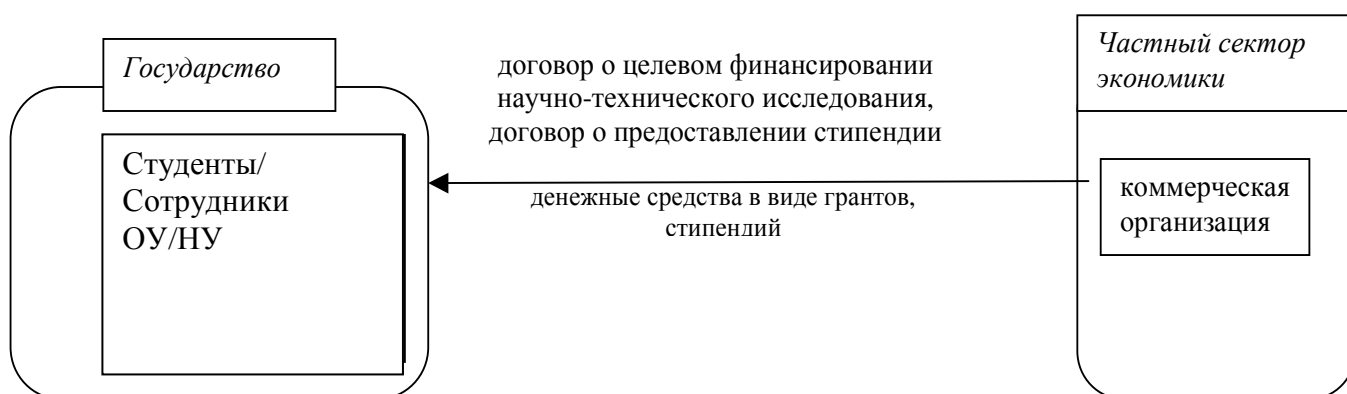 Государство
Студенты/
Сотрудники
ОУ/НУ
договор о целевом финансировании
научно-технического исследования,
договор о предоставлении стипендии
денежные средства в виде грантов,
стипендий
Частный сектор
экономики
коммерческая
организация